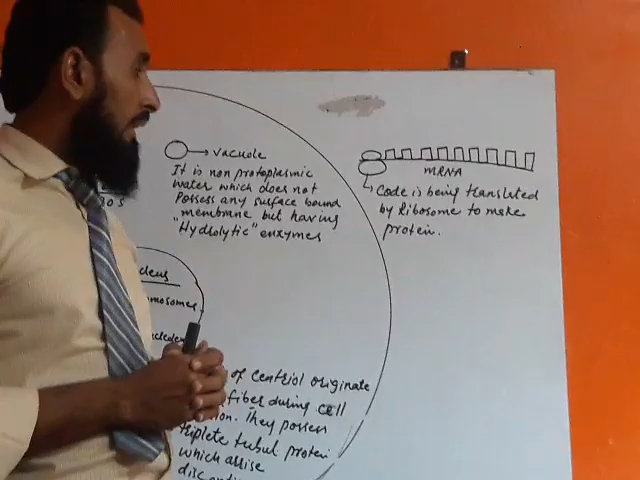 vacuole
It is non protoplasmic
water which does not
Possess any surface bound
membrane but having
"Hydrolytic" enzymes
mRNA
Code is being translated
by Ribosome to make
protein.
of centriol originate
fiber during cell
They possess
triplete tubul protein
which arise